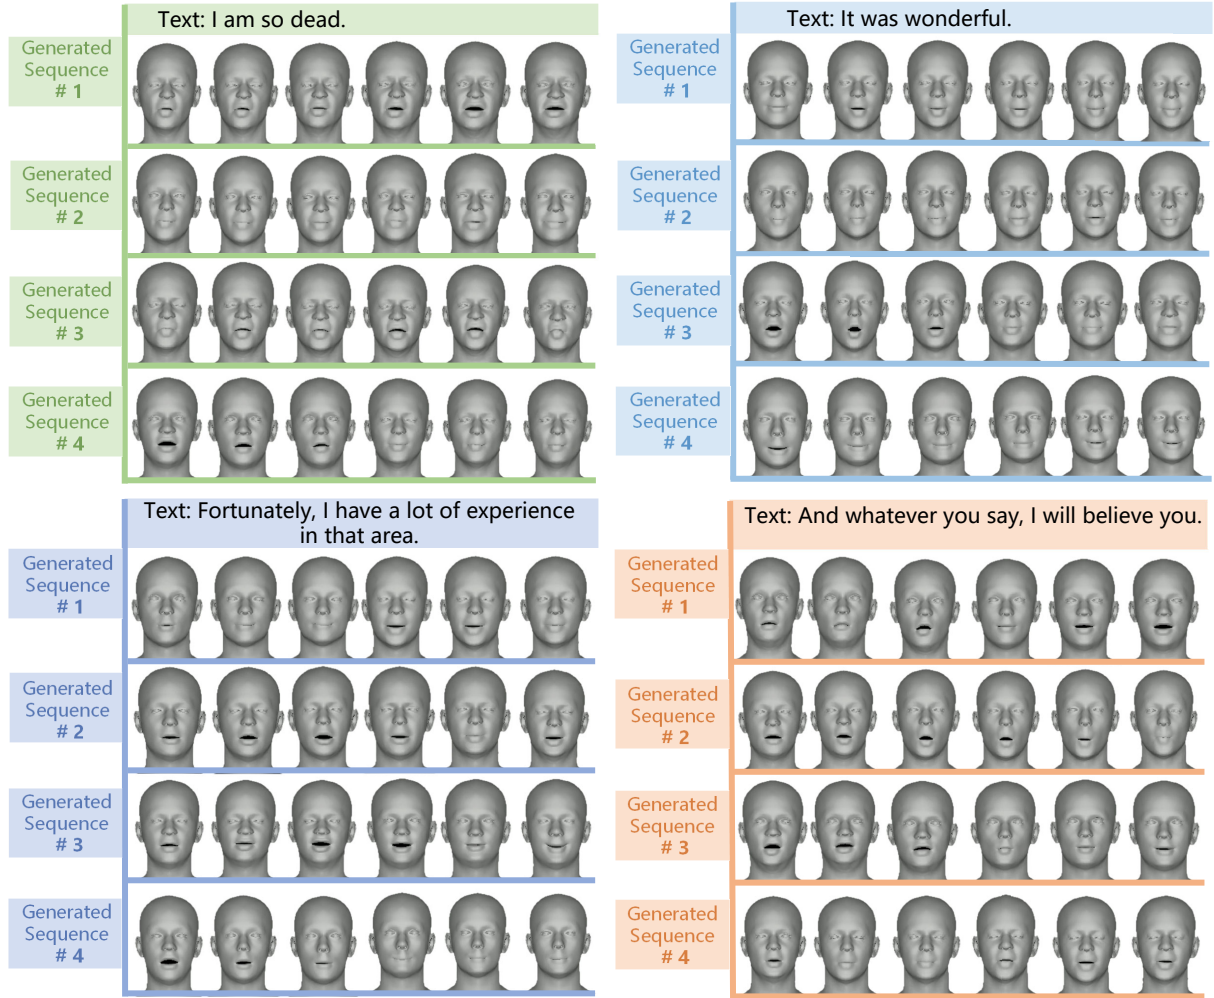 Text: I am so dead.
Generated
Sequence
# 1
Generated
Sequence
# 2
Generated
Sequence
# 3
Generated
Sequence
# 4
Text: It was wonderful.
Generated
Sequence
# 1
Generated
Sequence
# 2
Generated
Sequence
# 3
Generated
Sequence
# 4
Text: Fortunately, I have a lot of experience
in that area.
Generated
Sequence
# 1
Generated
Sequence
# 2
Generated
Sequence
# 3
Generated
Sequence
# 4
Text: And whatever you say, I will believe you.
Generated
Sequence
# 1
Generated
Sequence
# 2
Generated
Sequence
# 3
Generated
Sequence
# 4